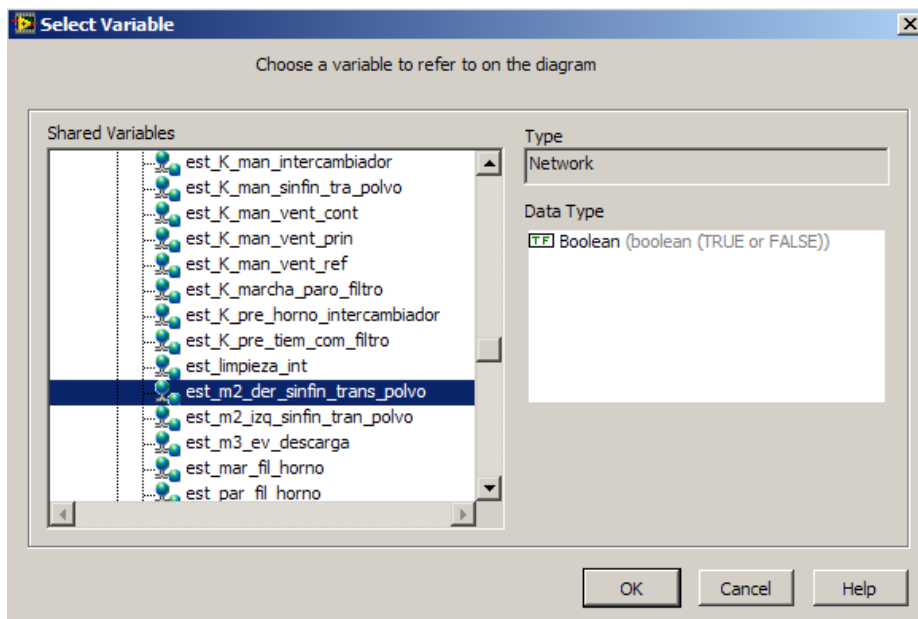 Select Variable
Choose a variable to refer to on the diagram
Shared Variables
est_K_man_intercambiador
est_K_man_sinfin_tra_polvo
est_K_man_vent_cont
est_K_man_vent_prin
est_K_man_vent_ref
est_K_marcha_paro_filtro
est_K_pre_horno_intercambiador
est_K_pre_tiem_com_filtro
est_limpieza_int
est_m2_der_sinfin_trans_polvo
est_m2_izq_sinfin_tran_polvo
est_m3_ev_descarga
est_mar_fil_horno
est_par_fil_horno
Type
Network
Data Type
TF Boolean (boolean (TRUE or FALSE))
OK Cancel Help